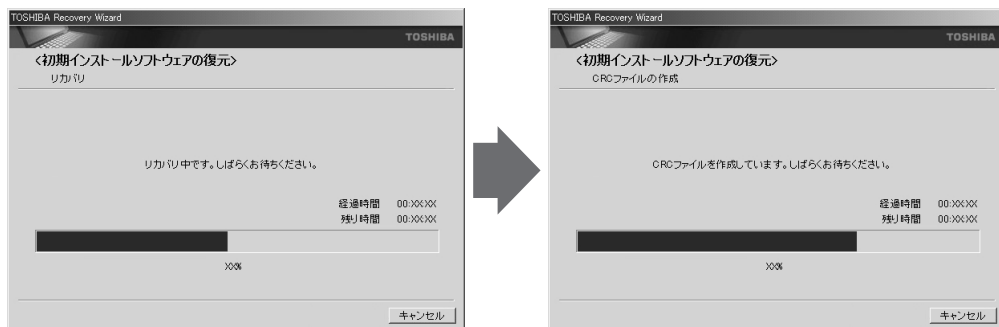 TOSHIBA Recovery Wizard
TOSHIBA
<初期インストールソフトウェアの復元>
リカバリ
リカバリ中です。しばらくお待ちください。
経過時間 00:XX:XX
残り時間 00:XX:XX
XX%
キャンセル
TOSHIBA Recovery Wizard
TOSHIBA
<初期インストールソフトウェアの復元>
CRCファイルの作成
CRCファイルを作成しています。しばらくお待ちください。
経過時間 00:XX:XX
残り時間 00:XX:XX
XX%
キャンセル